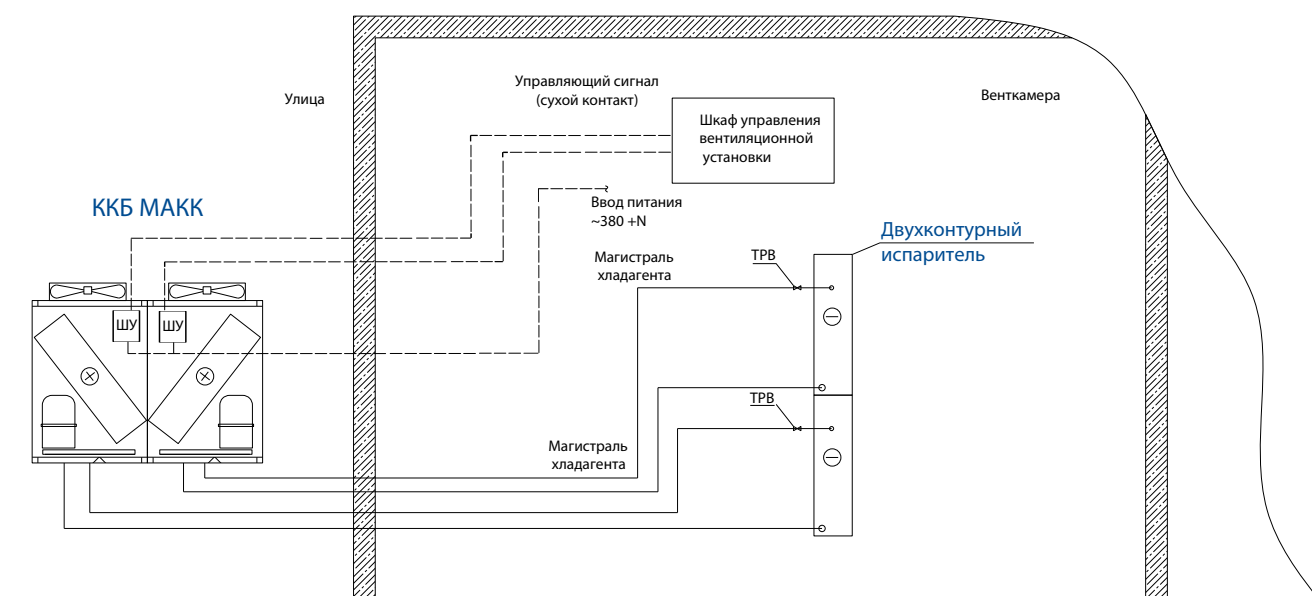 Управляющий сигнал
(сухой контакт)
Улица
Венткамера
Шкаф управления
вентиляционной
установки
ККБ МАКК
Ввод питания
~380 +N
Двухконтурный
испаритель
Магистраль
хладагента
ТРВ
ШУ
ШУ
ТРВ
Магистраль
хладагента